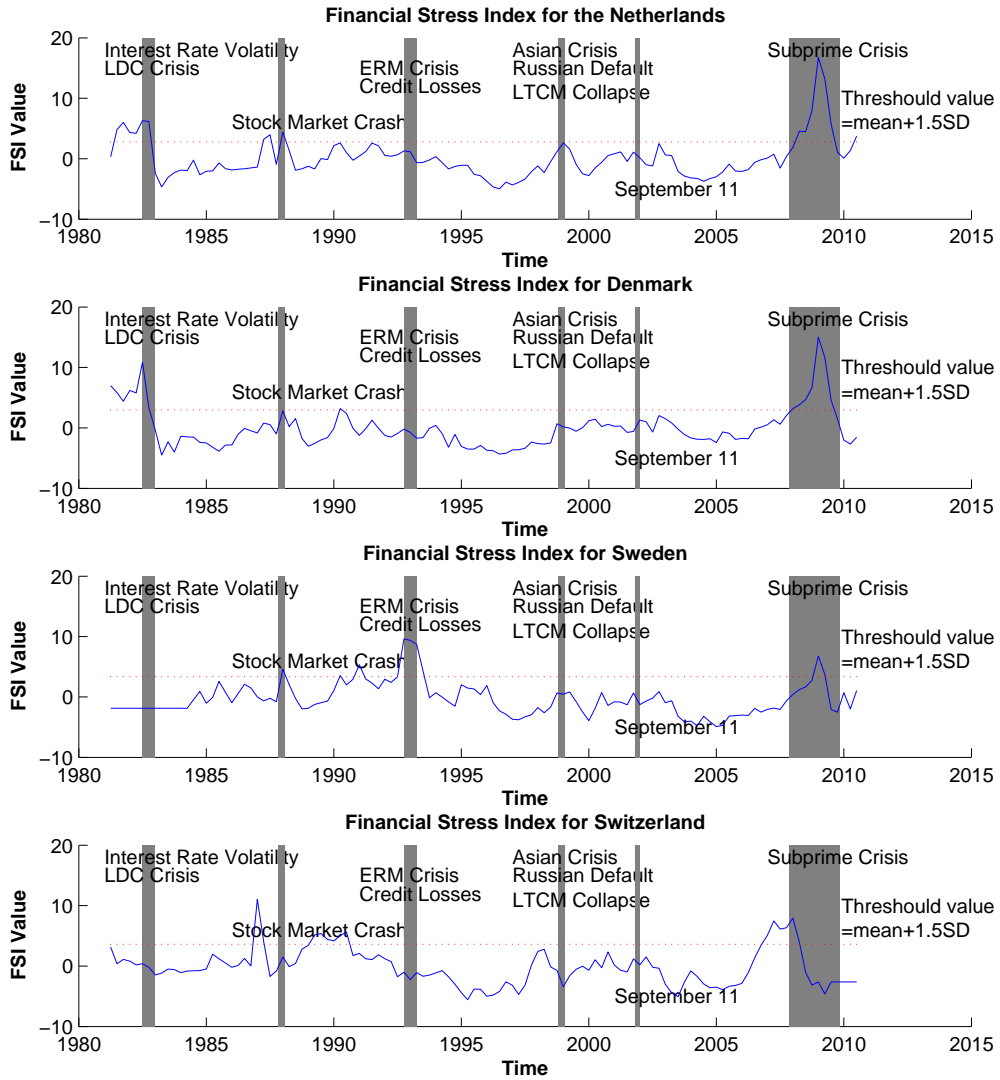 Financial Stress Index for the Netherlands
20
Interest Rate Volatility
Asian Crisis
Subprime Crisis
LDC Crisis
ERM Crisis
Russian Default
Credit Losses
LTCM Collapse
Threshould value
10
Stock Market Crash
=mean+1.5SD
FSI Value
0
September 11
−10
1980
1985
1990
1995
2000
2005
2010
2015
Time
Financial Stress Index for Denmark
20
Interest Rate Volatility
Asian Crisis
Subprime Crisis
LDC Crisis
ERM Crisis
Russian Default
Credit Losses
LTCM Collapse
Threshould value
10
Stock Market Crash
=mean+1.5SD
FSI Value
0
September 11
−10
1980
1985
1990
1995
2000
2005
2010
2015
Time
Financial Stress Index for Sweden
20
Interest Rate Volatility
Asian Crisis
Subprime Crisis
LDC Crisis
ERM Crisis
Russian Default
Credit Losses
LTCM Collapse
Threshould value
10
Stock Market Crash
=mean+1.5SD
FSI Value
0
September 11
−10
1980
1985
1990
1995
2000
2005
2010
2015
Time
Financial Stress Index for Switzerland
20
Interest Rate Volatility
Asian Crisis
Subprime Crisis
LDC Crisis
ERM Crisis
Russian Default
Credit Losses
LTCM Collapse
Threshould value
10
Stock Market Crash
=mean+1.5SD
FSI Value
0
September 11
−10
1980
1985
1990
1995
2000
2005
2010
2015
Time